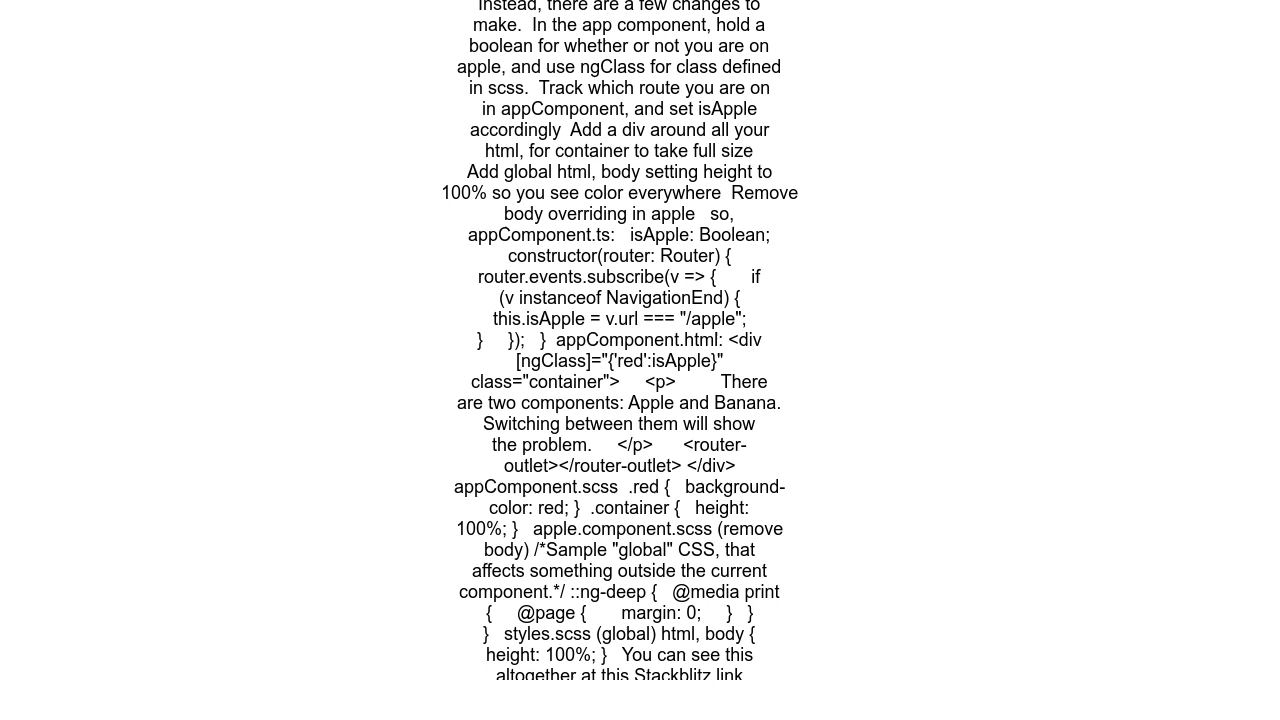 Instead, there are a few changes to
make.  In the app component, hold a
boolean for whether or not you are on
apple, and use ngClass for class defined
in scss.  Track which route you are on
in appComponent, and set isApple
accordingly  Add a div around all your
html, for container to take full size
Add global html, body setting height to
100% so you see color everywhere  Remove
body overriding in apple   so,
appComponent.ts:   isApple: Boolean;
constructor(router: Router) {
router.events.subscribe(v => {       if
(v instanceof NavigationEnd) {
this.isApple = v.url === "/apple";
}     });   }  appComponent.html: <div
[ngClass]="{'red':isApple}"
class="container">     <p>         There
are two components: Apple and Banana.
Switching between them will show
the problem.     </p>      <router-
outlet></router-outlet> </div>
appComponent.scss  .red {   background-
color: red; }  .container {   height:
100%; }   apple.component.scss (remove
body) /*Sample "global" CSS, that
affects something outside the current
component.*/ ::ng-deep {   @media print
{     @page {       margin: 0;     }   }
}   styles.scss (global) html, body {
height: 100%; }   You can see this
altogether at this Stackblitz link